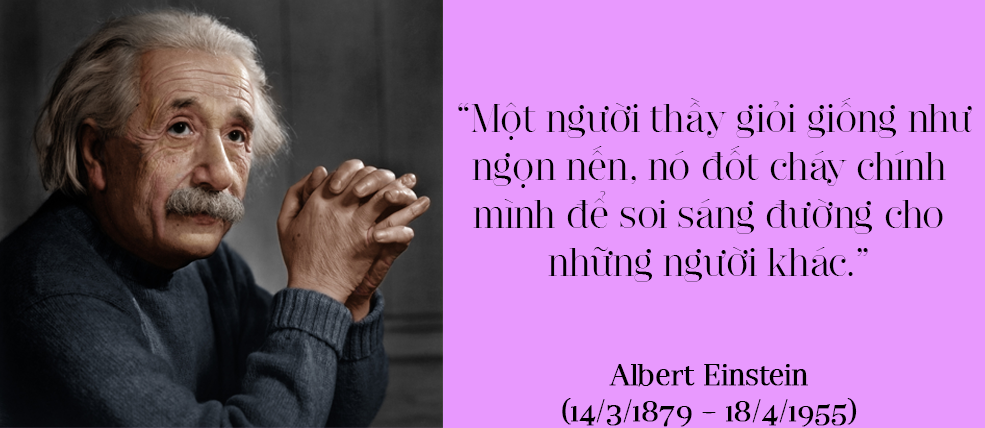 “Một người thầy giỏi giống như
ngọn nến, nó đốt cháy chính
mình để soi sáng đường cho
những người khác.”
Albert Einstein
(14/3/1879 – 18/4/1955)